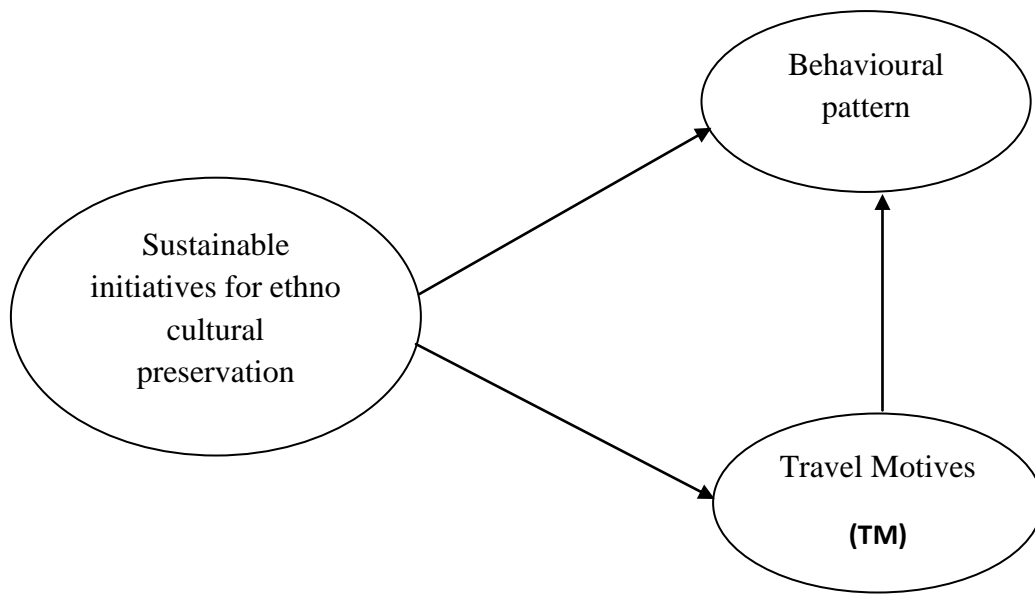 Behavioural
pattern
Sustainable
initiatives for ethno
cultural
preservation
Travel Motives
(TM)